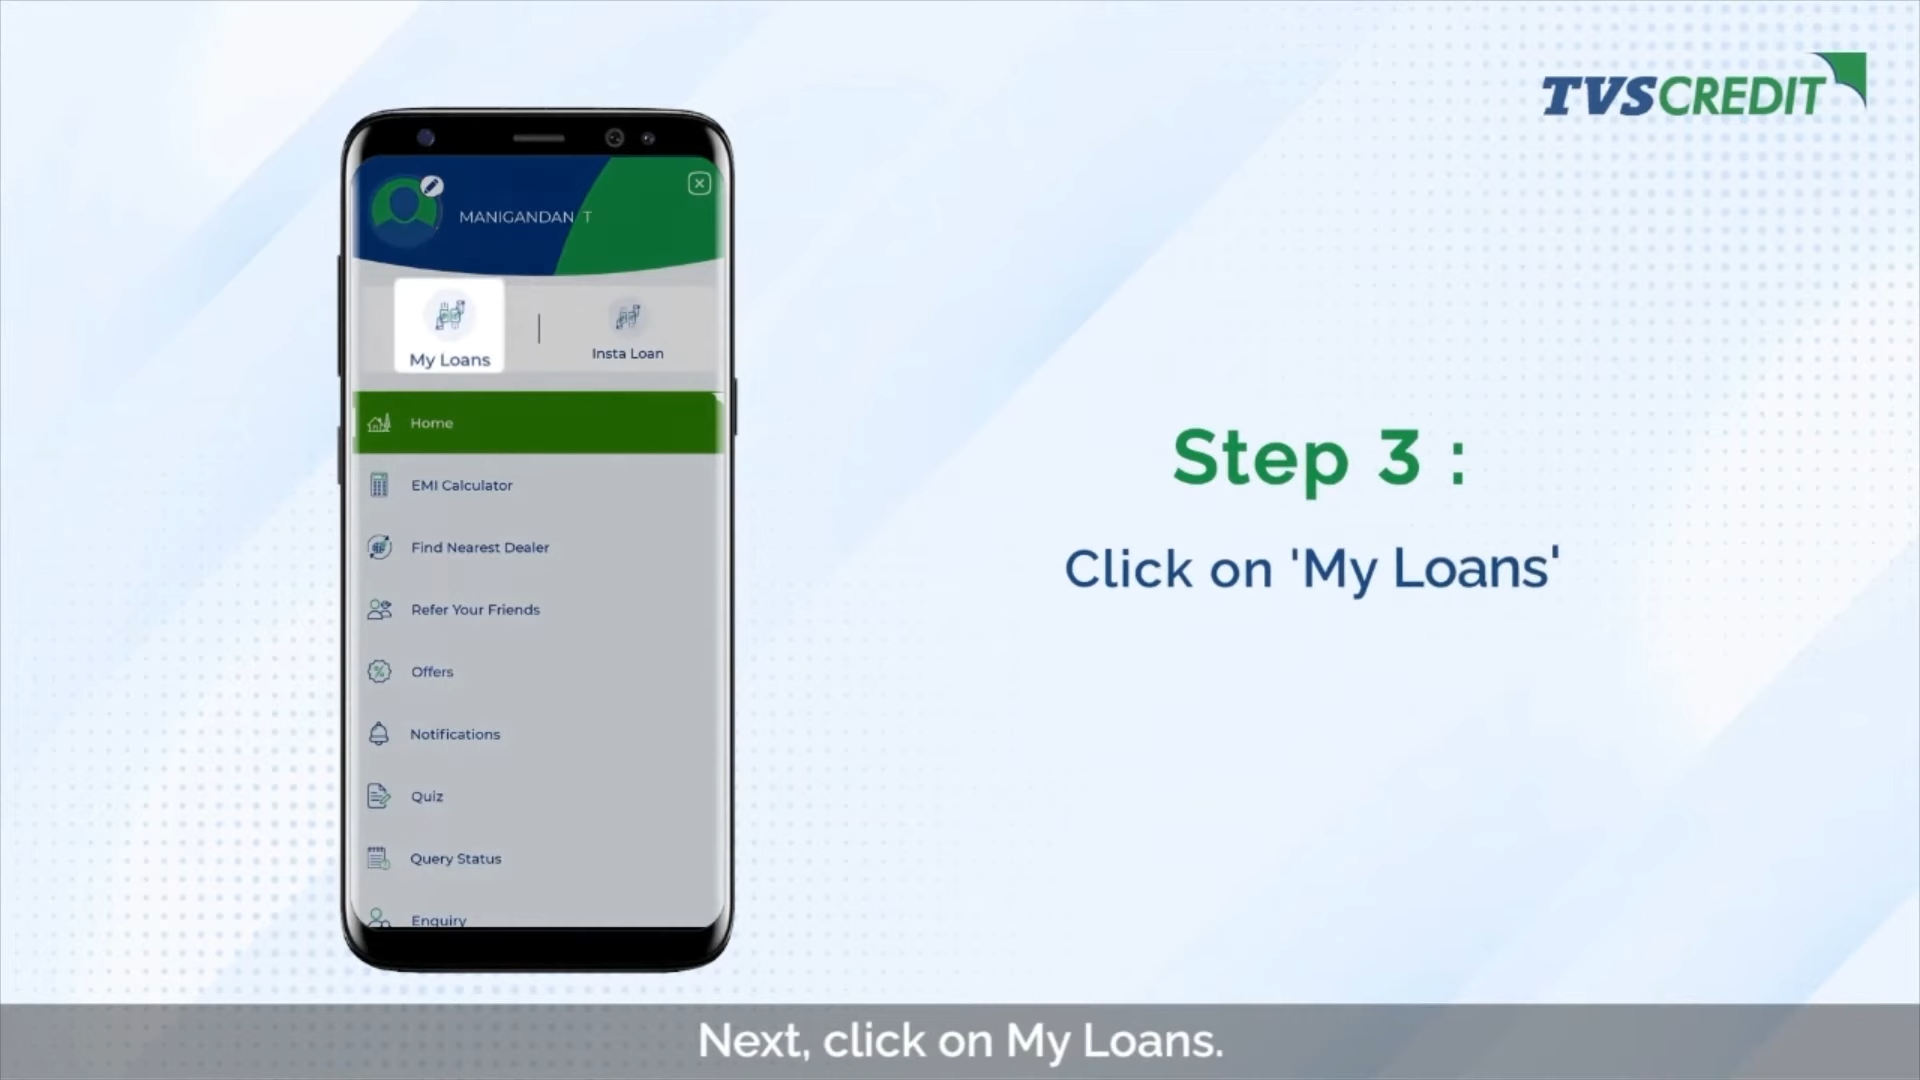 TVSCREDIT
MANIGANDAN T
My Loans
Insta Loan
Home
EMI Calculator
Find Nearest Dealer
Refer Your Friends
Offers
Notifications
Quiz
Query Status
Enquiry
Step 3 :
Click on 'My Loans'
Next, click on My Loans.